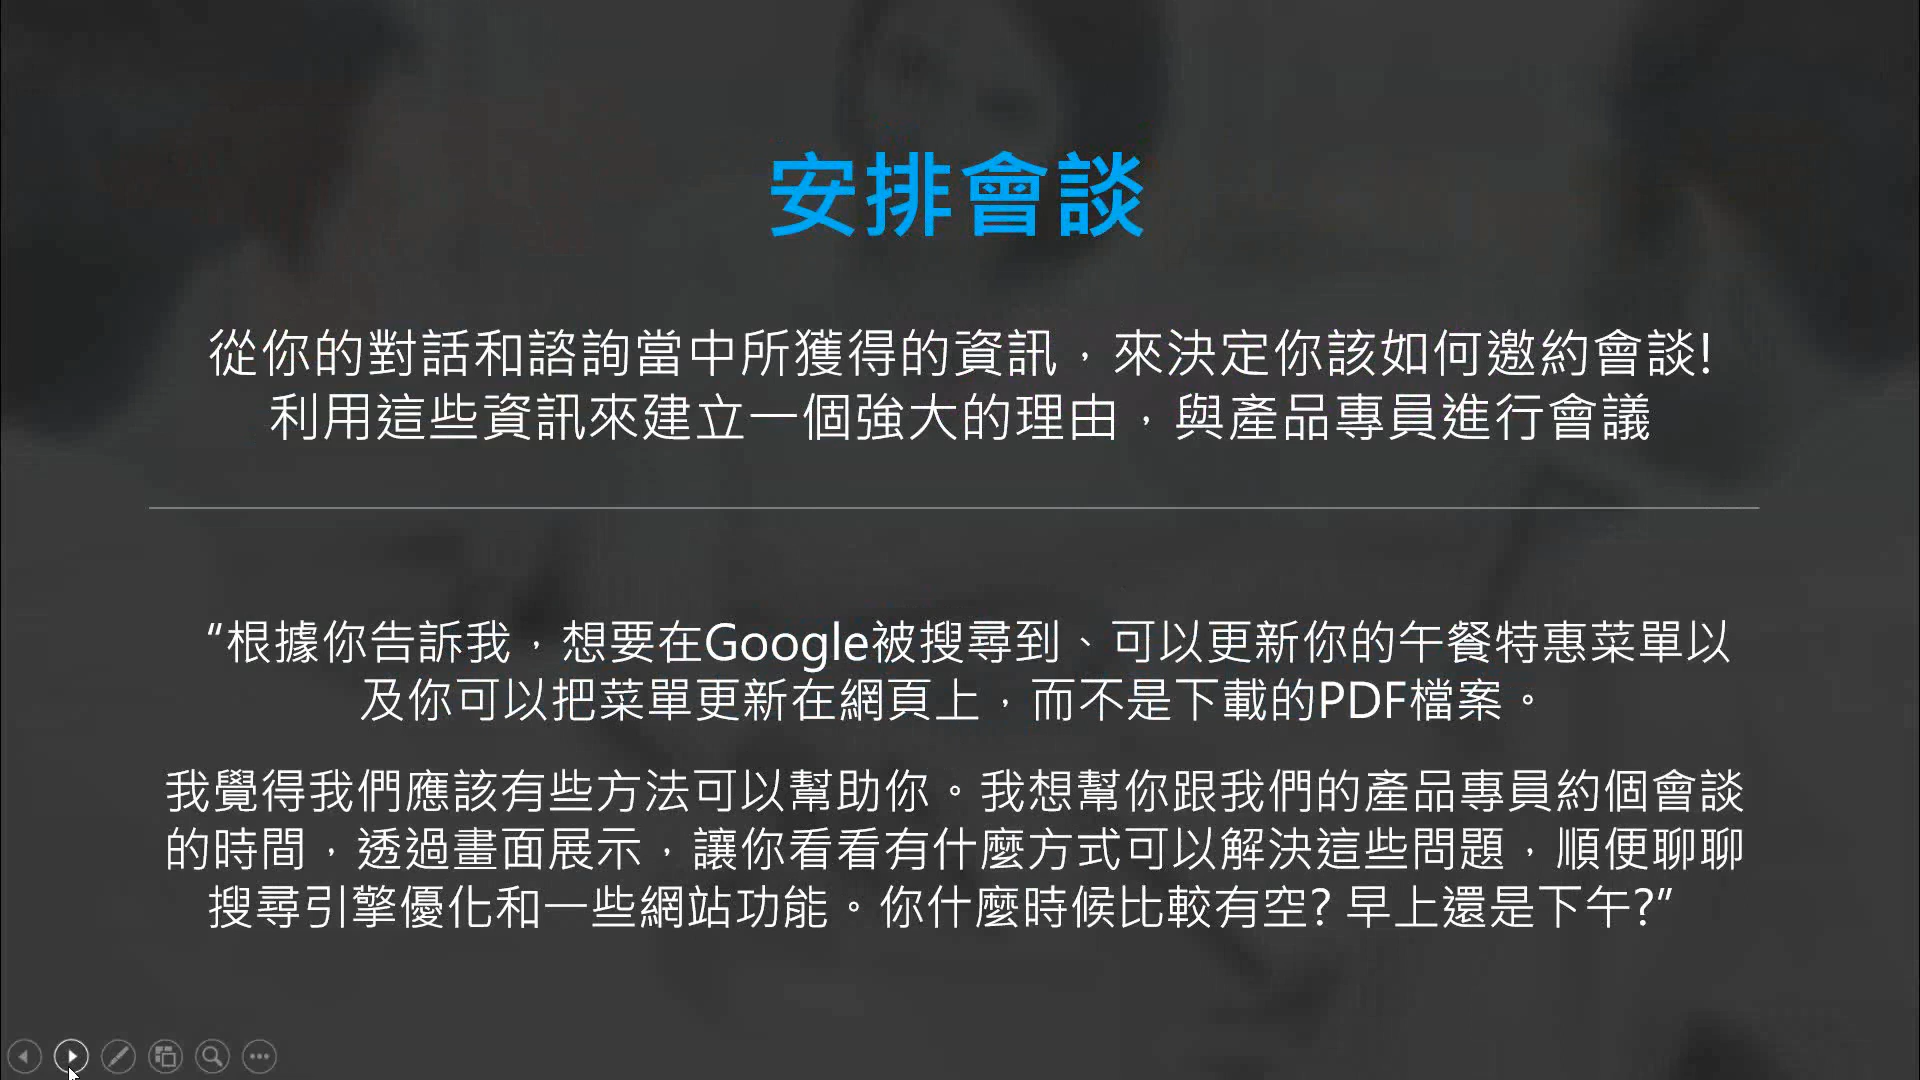 安排會談
從你的對話和諮詢當中所獲得的資訊，來決定你該如何邀約會談!
利用這些資訊來建立一個強大的理由，與產品專員進行會議
“根據你告訴我，想要在Google被搜尋到、可以更新你的午餐特惠菜單以
及你可以把菜單更新在網頁上，而不是下載的PDF檔案。
我覺得我們應該有些方法可以幫助你。我想幫你跟我們的產品專員約個會談
的時間，透過畫面展示，讓你看看有什麼方式可以解決這些問題，順便聊聊
搜尋引擎優化和一些網站功能。你什麼時候比較有空? 早上還是下午?”